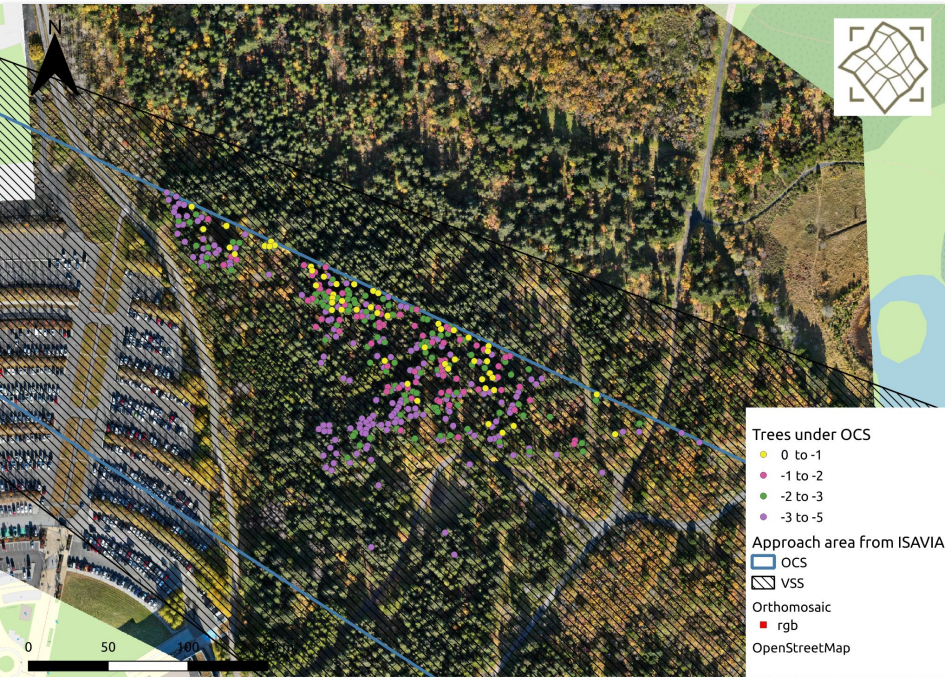 N
Trees under OCS
0 to -1
-1 to -2
-2 to -3
-3 to -5
Approach area from ISAVIA
OCS
VSS
Orthomosaic
rgb
OpenStreetMap
0 50 100